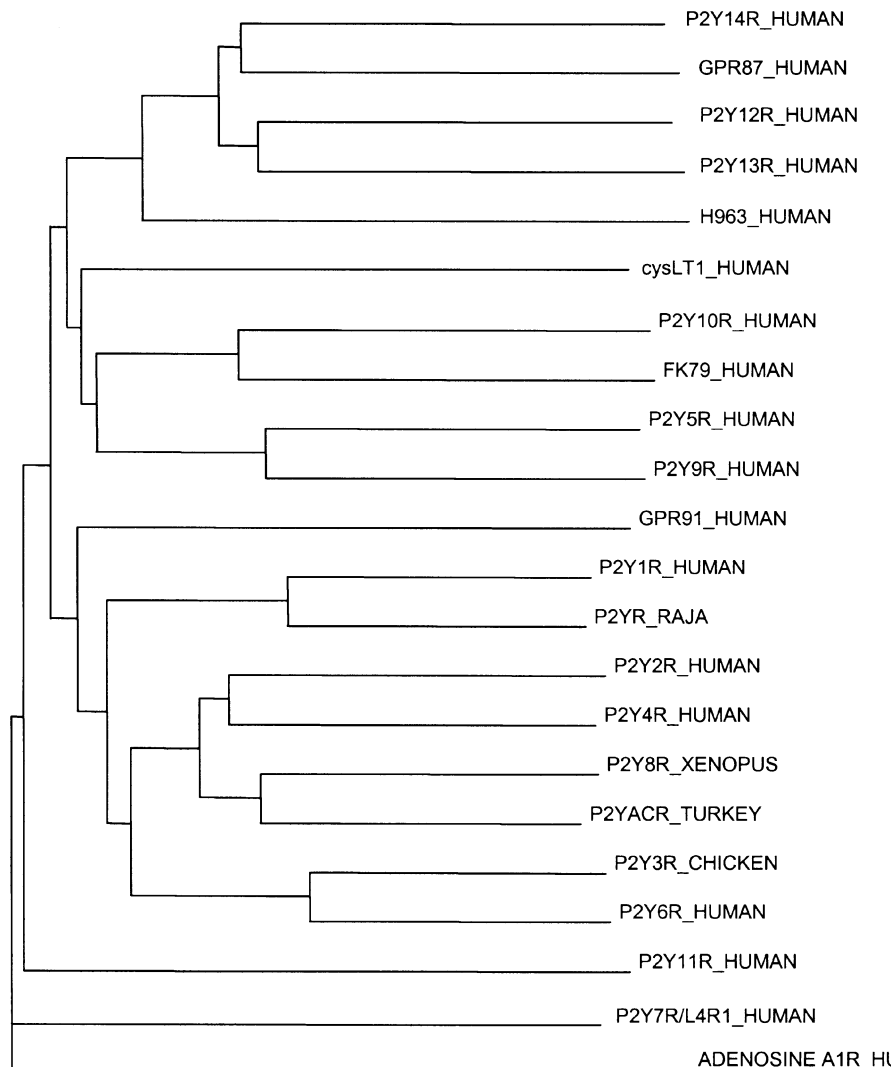 P2Y14R_HUMAN
GPR87_HUMAN
P2Y12R_HUMAN
P2Y13R_HUMAN
H963_HUMAN
cysLT1_HUMAN
P2Y10R_HUMAN
FK79_HUMAN
P2Y5R_HUMAN
P2Y9R_HUMAN
GPR91_HUMAN
P2Y1R_HUMAN
P2YR_RAJA
P2Y2R_HUMAN
P2Y4R_HUMAN
P2Y8R_XENOPUS
P2YACR_TURKEY
P2Y3R_CHICKEN
P2Y6R_HUMAN
P2Y11R_HUMAN
P2Y7R/L4R1_HUMAN
ADENOSINE A1R HU